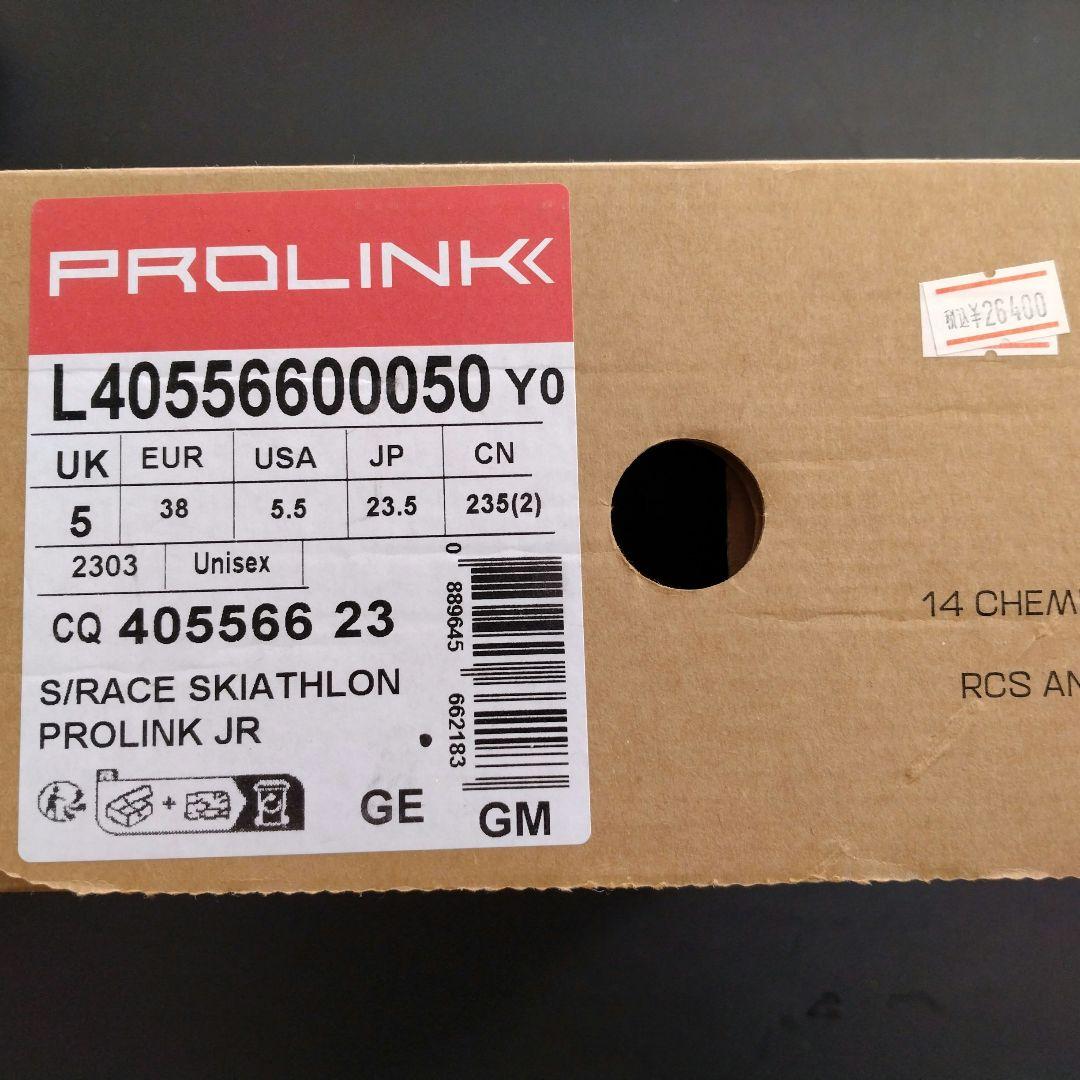 PROLINK
L40556600050 Y0
UK EUR USA JP CN
5 38 5.5 23.5 235(2)
2303 Unisex
CQ 405566 23
S/RACE SKIATHLON
PROLINK JR
0 889645 662183
GE GM
税込¥26400
14 CHEM
RCS AN